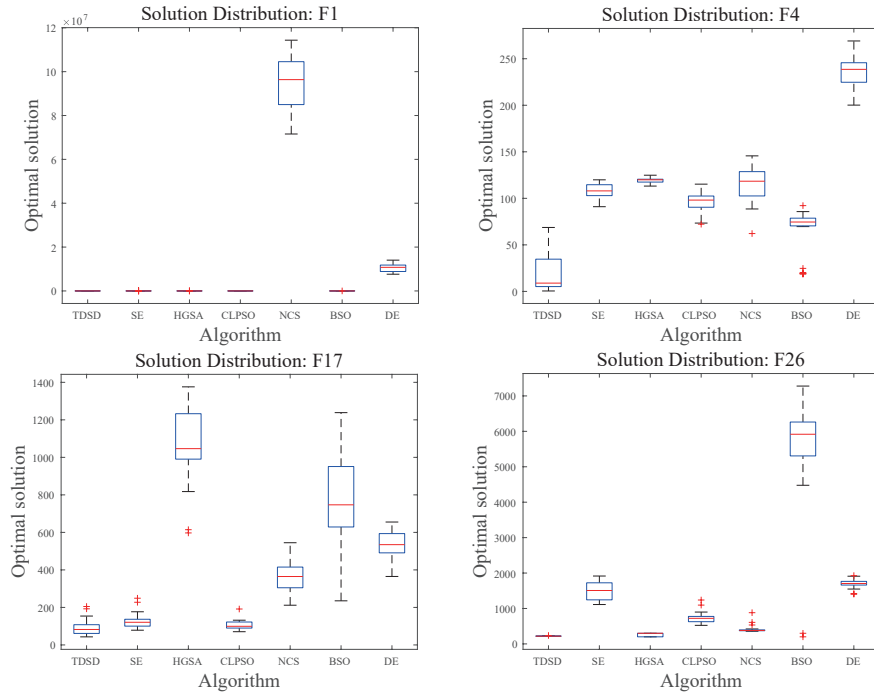 Solution Distribution: F1
× 10^7
12
10
8
6
4
2
0
Optimal solution
TDSD SE HGSA CLPSO NCS BSO DE
Algorithm
Solution Distribution: F4
250
200
150
100
50
0
Optimal solution
TDSD SE HGSA CLPSO NCS BSO DE
Algorithm
Solution Distribution: F17
1400
1200
1000
800
600
400
200
0
Optimal solution
TDSD SE HGSA CLPSO NCS BSO DE
Algorithm
Solution Distribution: F26
7000
6000
5000
4000
3000
2000
1000
0
Optimal solution
TDSD SE HGSA CLPSO NCS BSO DE
Algorithm